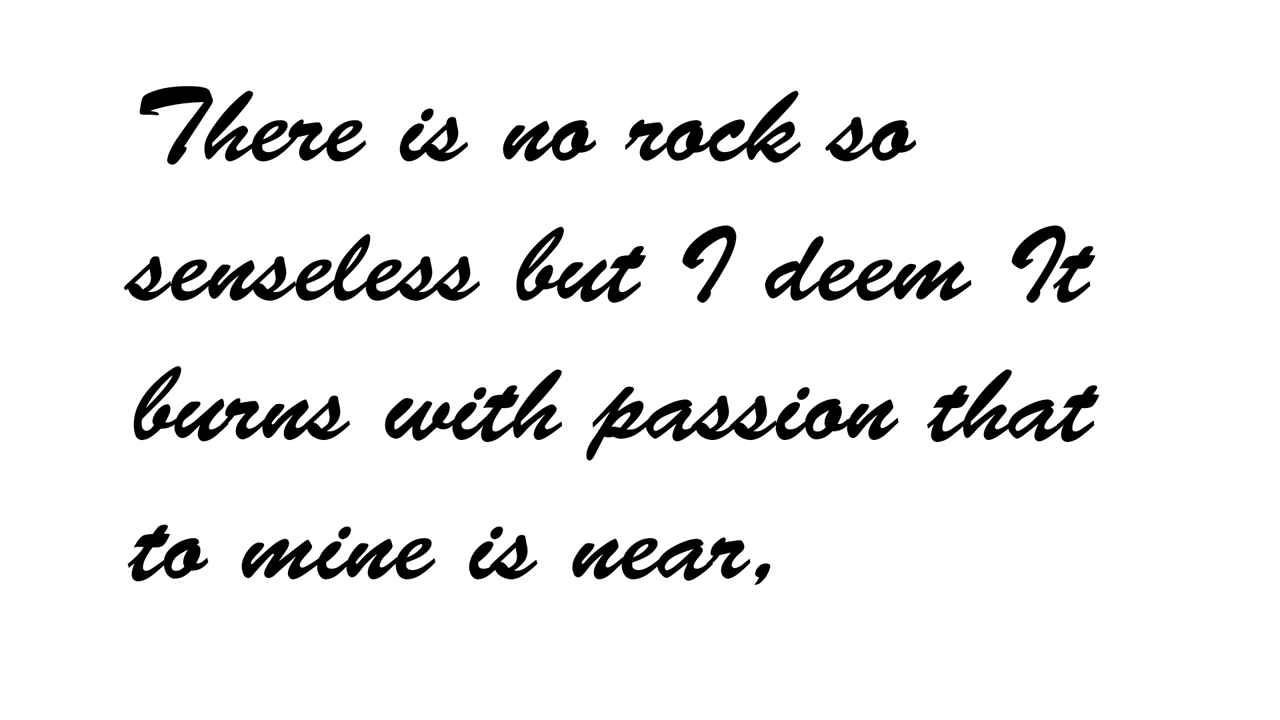 There is no rock so
senseless but I deem It
burns with passion that
to mine is near,